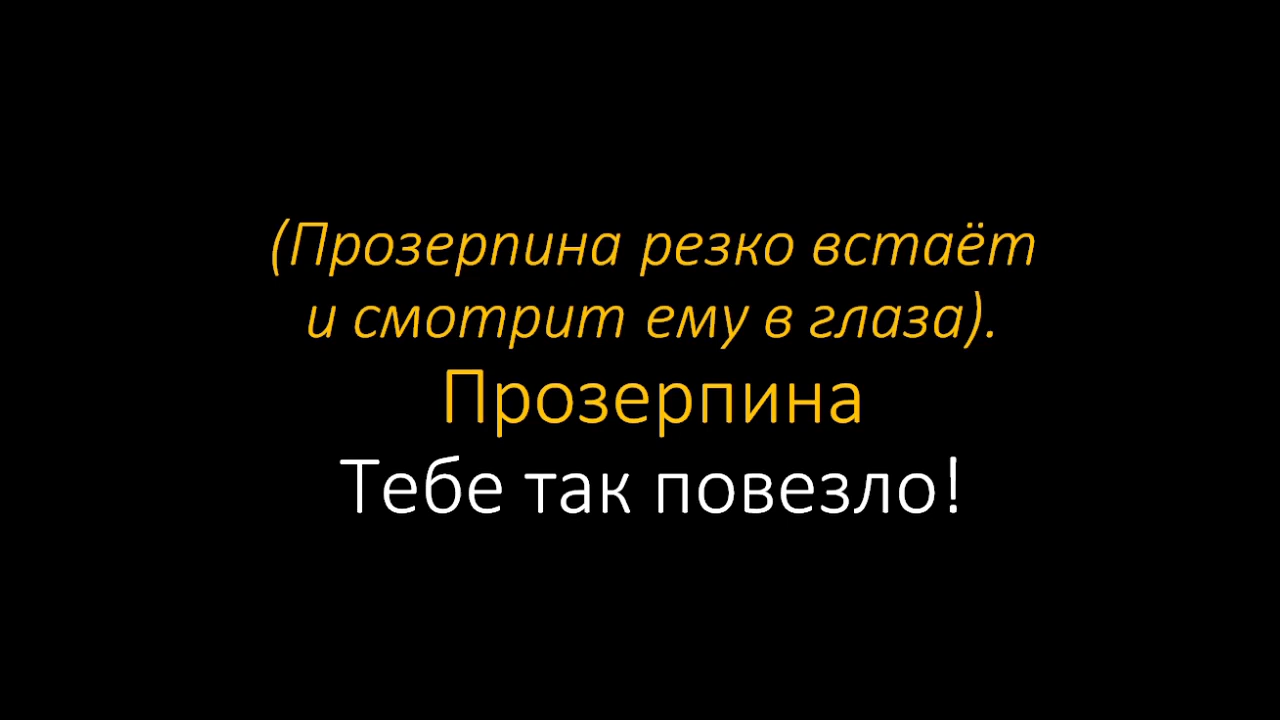 (Прозерпина резко встаёт
и смотрит ему в глаза).
Прозерпина
Тебе так повезло!